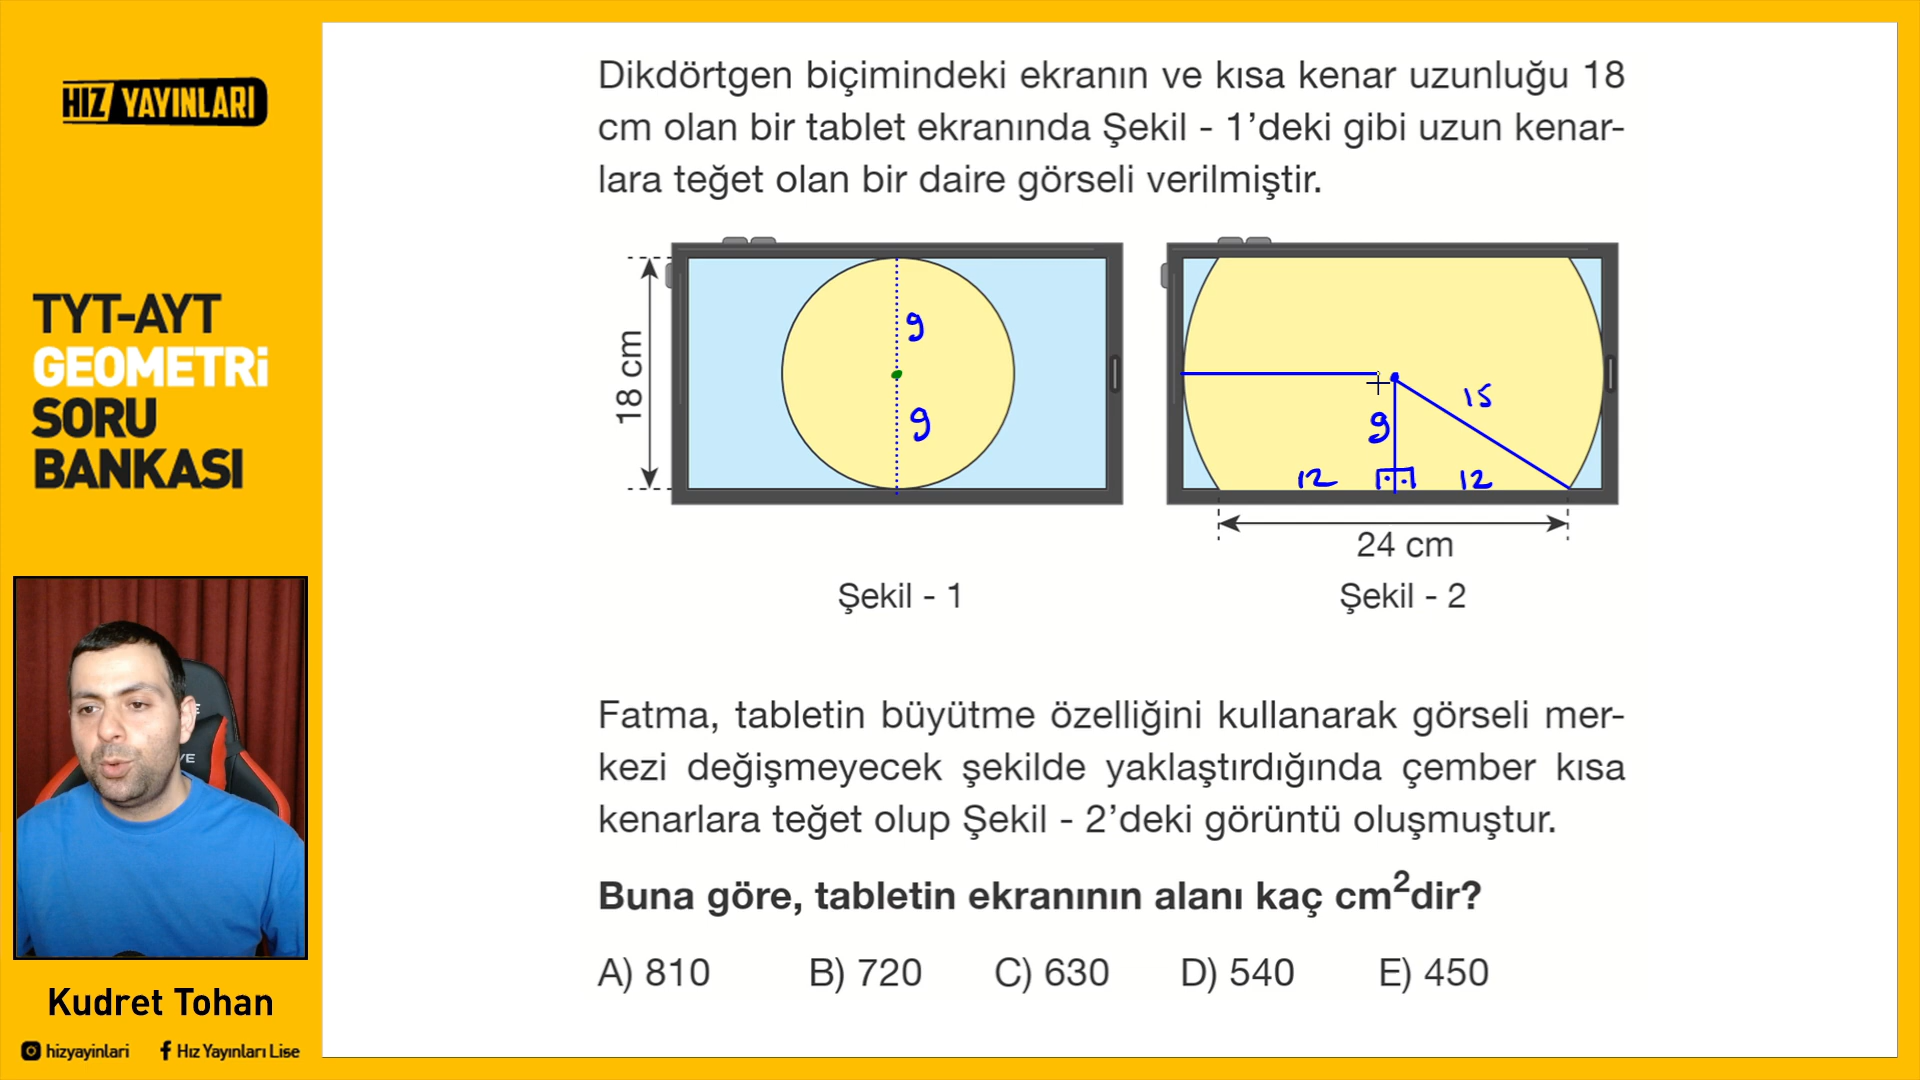 HIZ YAYINLARI
TYT-AYT
GEOMETRİ
SORU
BANKASI
Kudret Tohan
hizyayinlari
Hız Yayınları Lise
Dikdörtgen biçimindeki ekranın ve kısa kenar uzunluğu 18
cm olan bir tablet ekranında Şekil - 1’deki gibi uzun kenar-
lara teğet olan bir daire görseli verilmiştir.
18 cm
9
9
Şekil - 1
15
9
12
12
24 cm
Şekil - 2
Fatma, tabletin büyütme özelliğini kullanarak görseli mer-
kezi değişmeyecek şekilde yaklaştırdığında çember kısa
kenarlara teğet olup Şekil - 2’deki görüntü oluşmuştur.
Buna göre, tabletin ekranının alanı kaç cm²dir?
A) 810 B) 720 C) 630 D) 540 E) 450